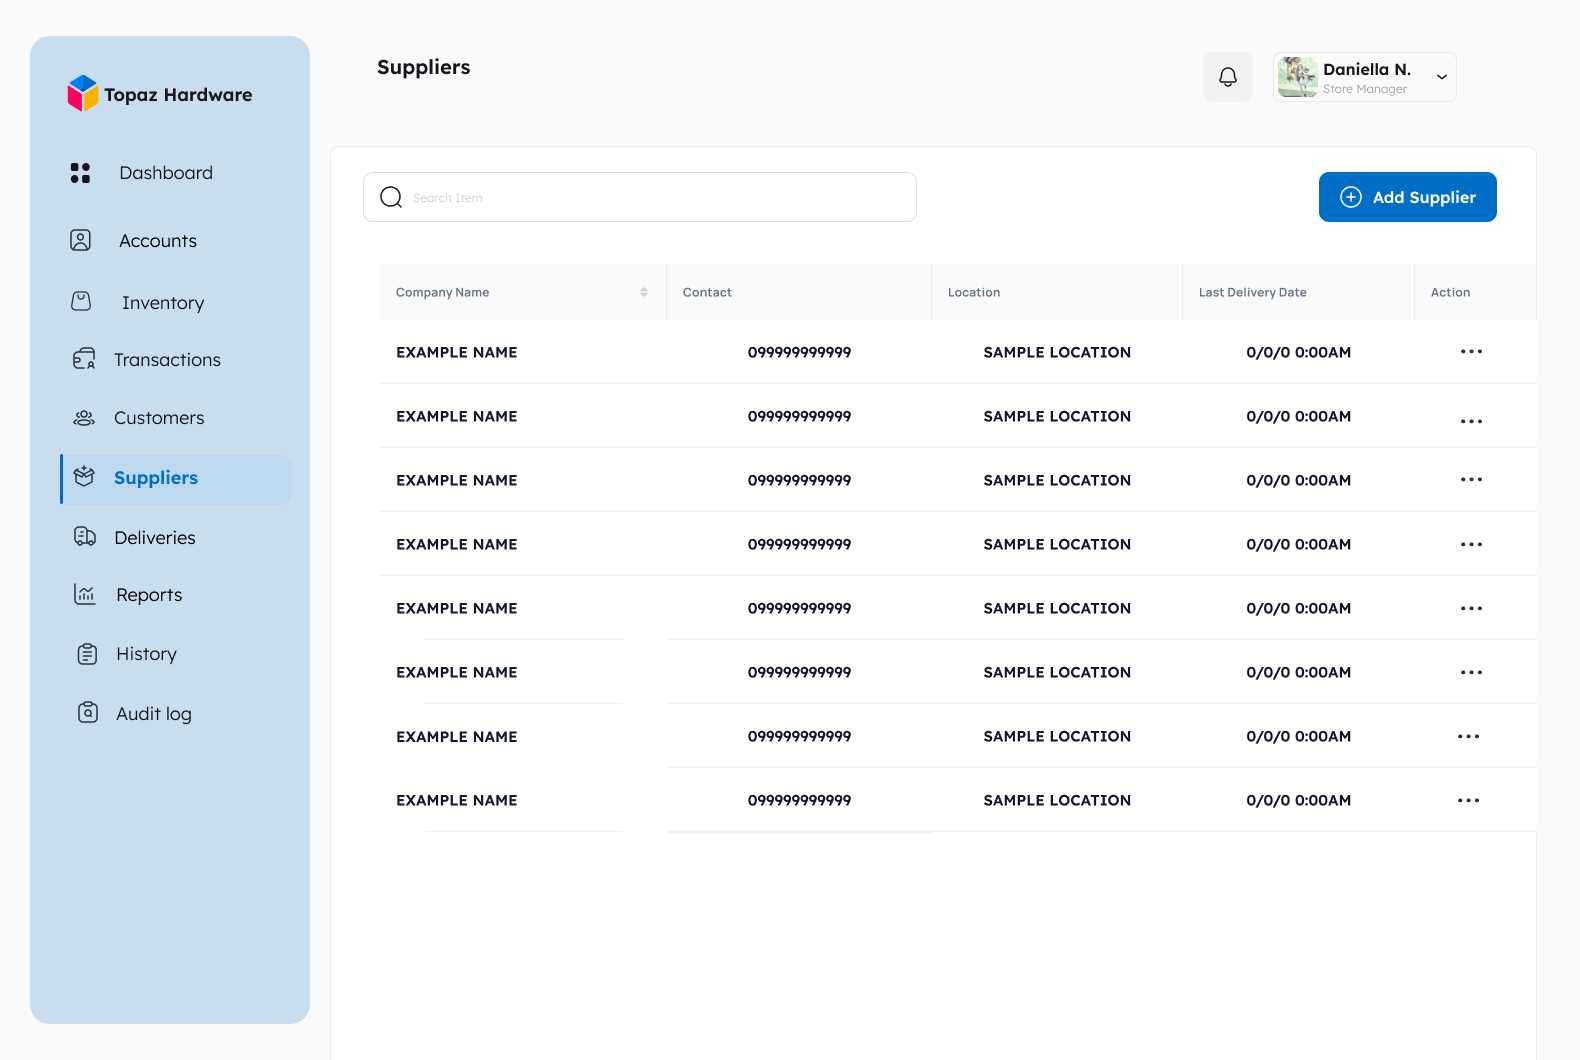 Topaz Hardware
Dashboard
Accounts
Inventory
Transactions
Customers
Suppliers
Deliveries
Reports
History
Audit log
Suppliers
Daniella N.
Store Manager
Search Item
Add Supplier
Company Name Contact Location Last Delivery Date Action
EXAMPLE NAME 099999999999 SAMPLE LOCATION 0/0/0 0:00AM
EXAMPLE NAME 099999999999 SAMPLE LOCATION 0/0/0 0:00AM
EXAMPLE NAME 099999999999 SAMPLE LOCATION 0/0/0 0:00AM
EXAMPLE NAME 099999999999 SAMPLE LOCATION 0/0/0 0:00AM
EXAMPLE NAME 099999999999 SAMPLE LOCATION 0/0/0 0:00AM
EXAMPLE NAME 099999999999 SAMPLE LOCATION 0/0/0 0:00AM
EXAMPLE NAME 099999999999 SAMPLE LOCATION 0/0/0 0:00AM
EXAMPLE NAME 099999999999 SAMPLE LOCATION 0/0/0 0:00AM